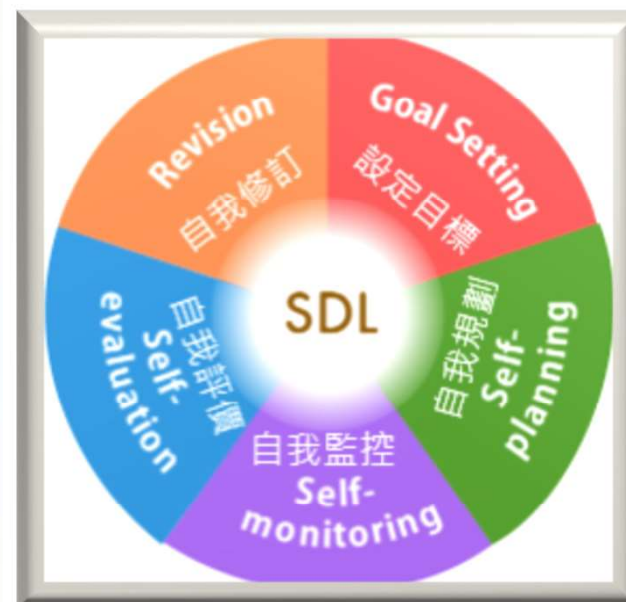 Goal Setting
設定目標
自我規劃
Self-
planning
自我監控
Self-
monitoring
自我評價
Self-
evaluation
Revision
自我修訂
SDL